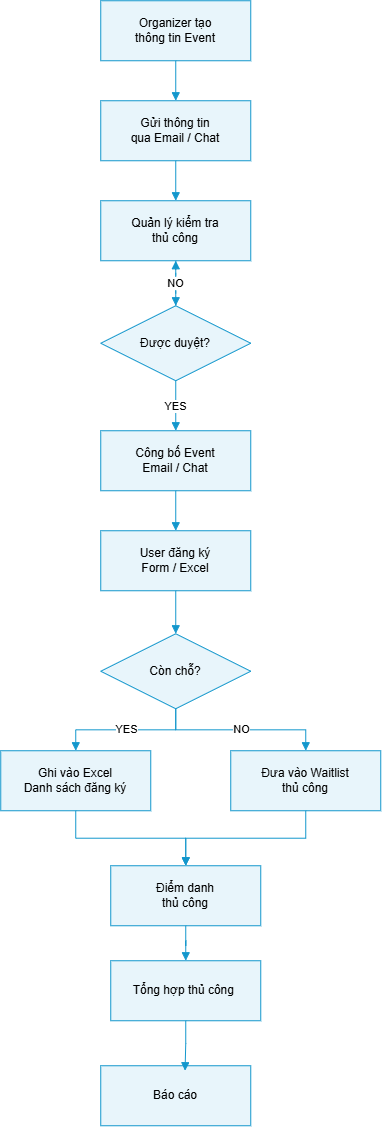 Organizer tạo
thông tin Event
Gửi thông tin
qua Email / Chat
Quản lý kiểm tra
thủ công
NO
Được duyệt?
YES
Công bố Event
Email / Chat
User đăng ký
Form / Excel
Còn chỗ?
YES
NO
Ghi vào Excel
Danh sách đăng ký
Đưa vào Waitlist
thủ công
Điểm danh
thủ công
Tổng hợp thủ công
Báo cáo